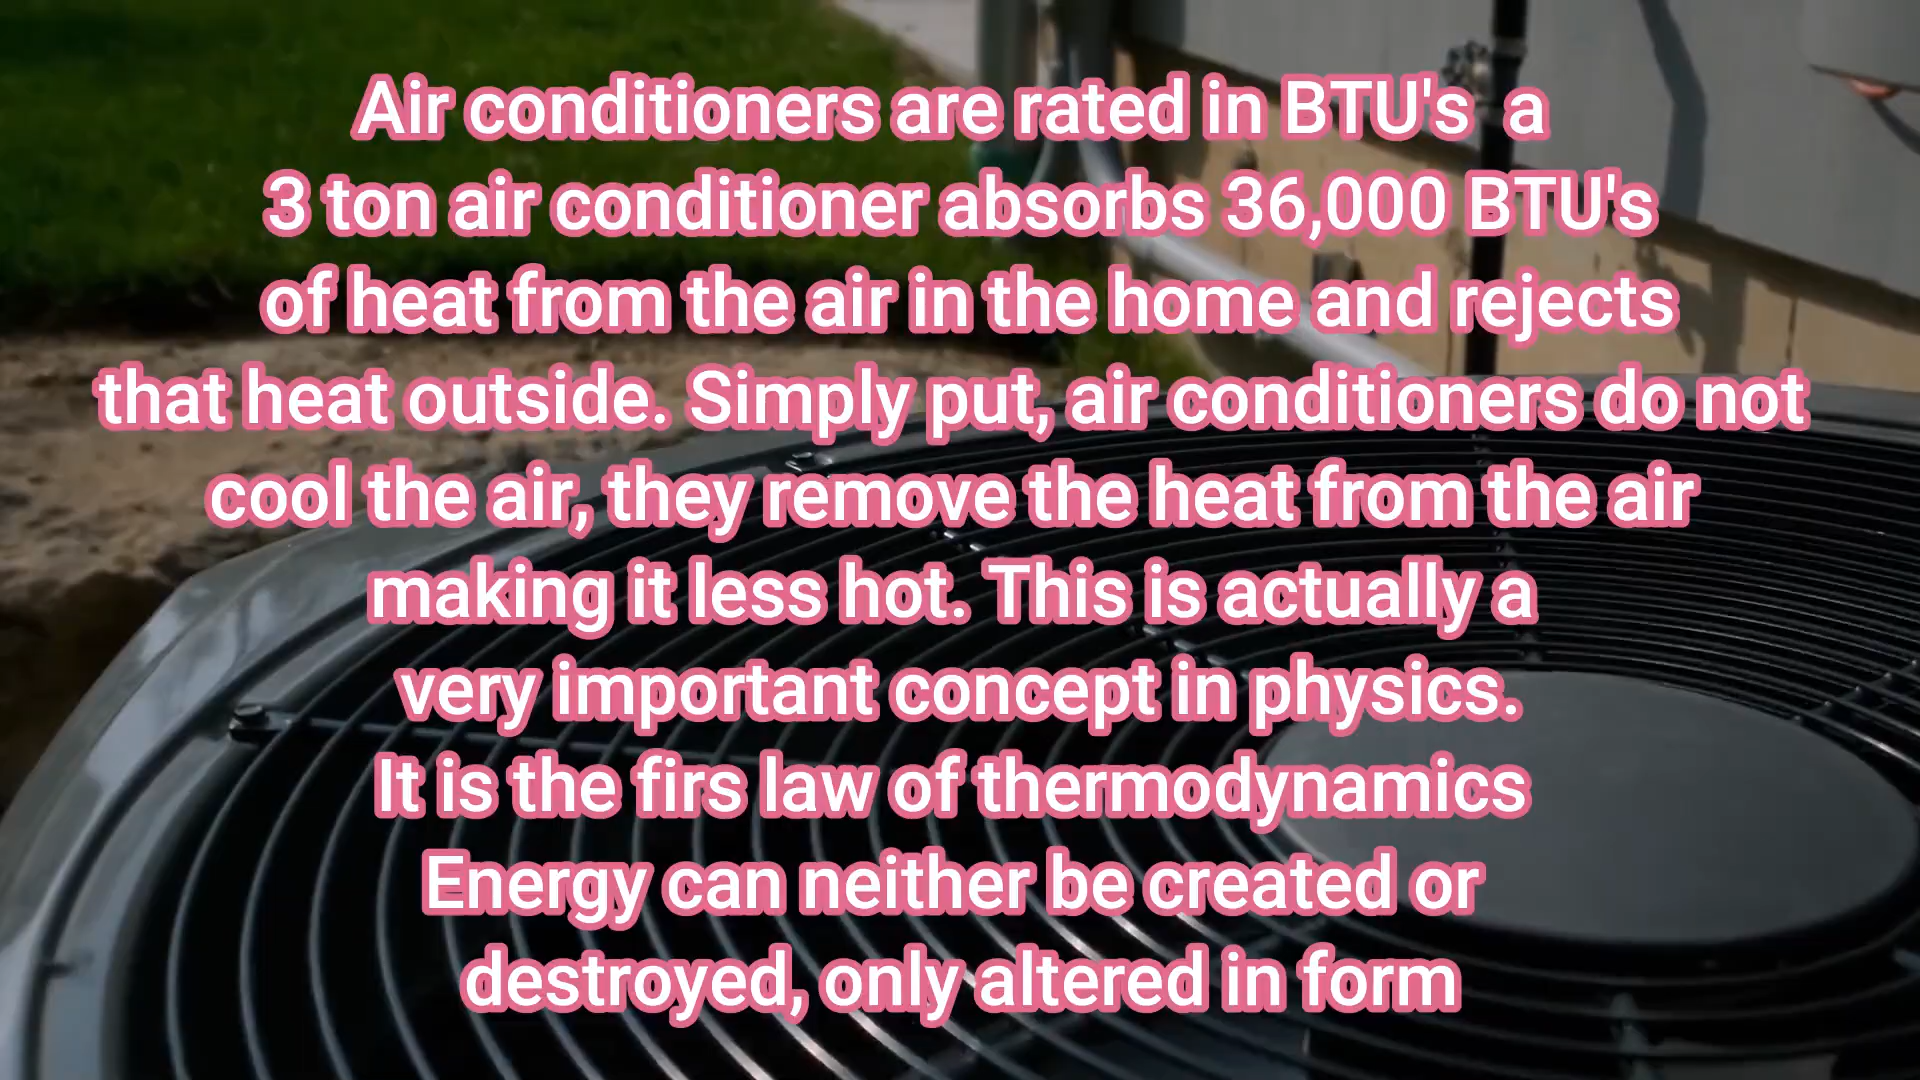 Air conditioners are rated in BTU's  a
3 ton air conditioner absorbs 36,000 BTU's
of heat from the air in the home and rejects
that heat outside. Simply put, air conditioners do not
cool the air, they remove the heat from the air
making it less hot. This is actually a
very important concept in physics.
It is the firs law of thermodynamics
Energy can neither be created or
destroyed, only altered in form